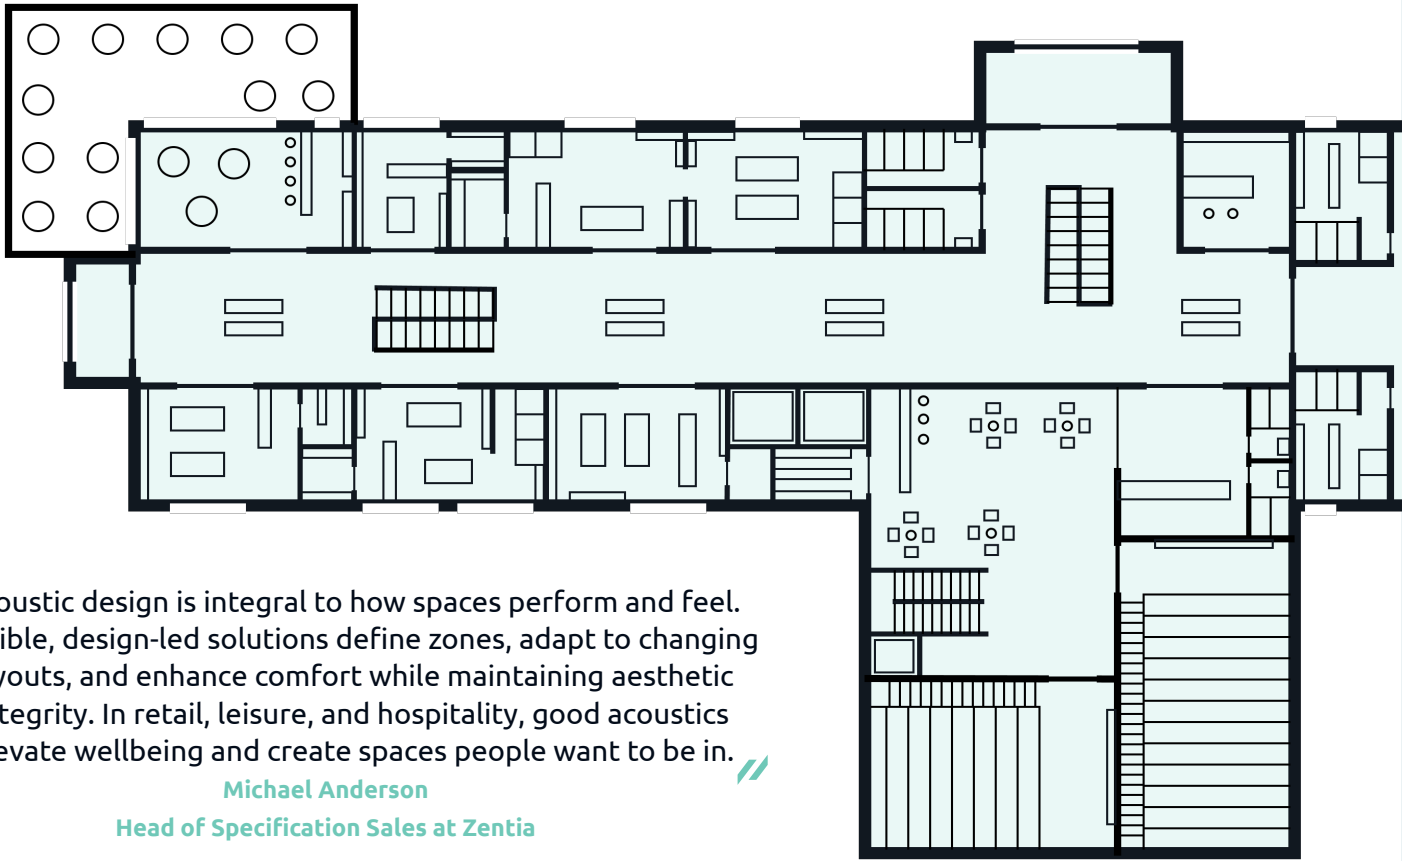 oustic design is integral to how spaces perform and feel.
ible, design-led solutions define zones, adapt to changing
youts, and enhance comfort while maintaining aesthetic
tegrity. In retail, leisure, and hospitality, good acoustics
evate wellbeing and create spaces people want to be in.
Michael Anderson
Head of Specification Sales at Zentia